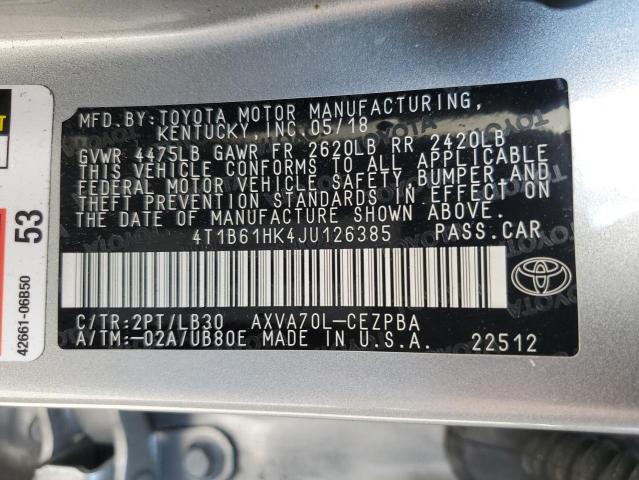 MFD.BY:TOYOTA MOTOR MANUFACTURING,
KENTUCKY,INC.05/18
GVWR 4475LB GAWR FR 2620LB RR 2420LB
THIS VEHICLE CONFORMS TO ALL APPLICABLE
FEDERAL MOTOR VEHICLE SAFETY,BUMPER,AND
THEFT PREVENTION STANDARDS IN EFFECT ON
THE DATE OF MANUFACTURE SHOWN ABOVE.
4T1B61HK4JU126385 PASS.CAR
C/TR:2PT/LB30 AXVA70L-CEZPBA
A/TM:-02A/UB80E MADE IN U.S.A. 22512
TOYOTA
53
42661-06B50